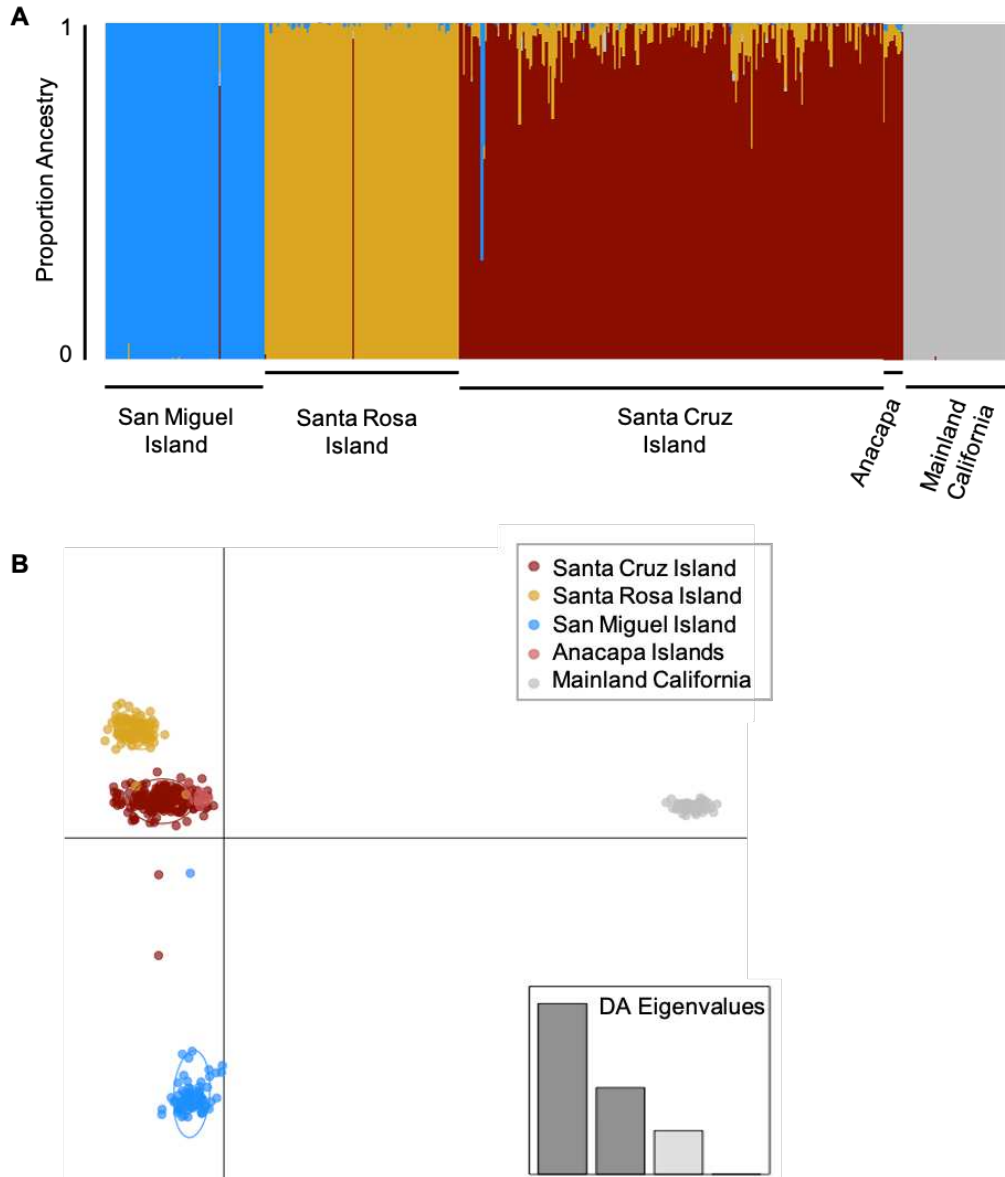 A
1
Proportion Ancestry
0
San Miguel
Island
Santa Rosa
Island
Santa Cruz
Island
Anacapa
Mainland
California
B
Santa Cruz Island
Santa Rosa Island
San Miguel Island
Anacapa Islands
Mainland California
DA Eigenvalues